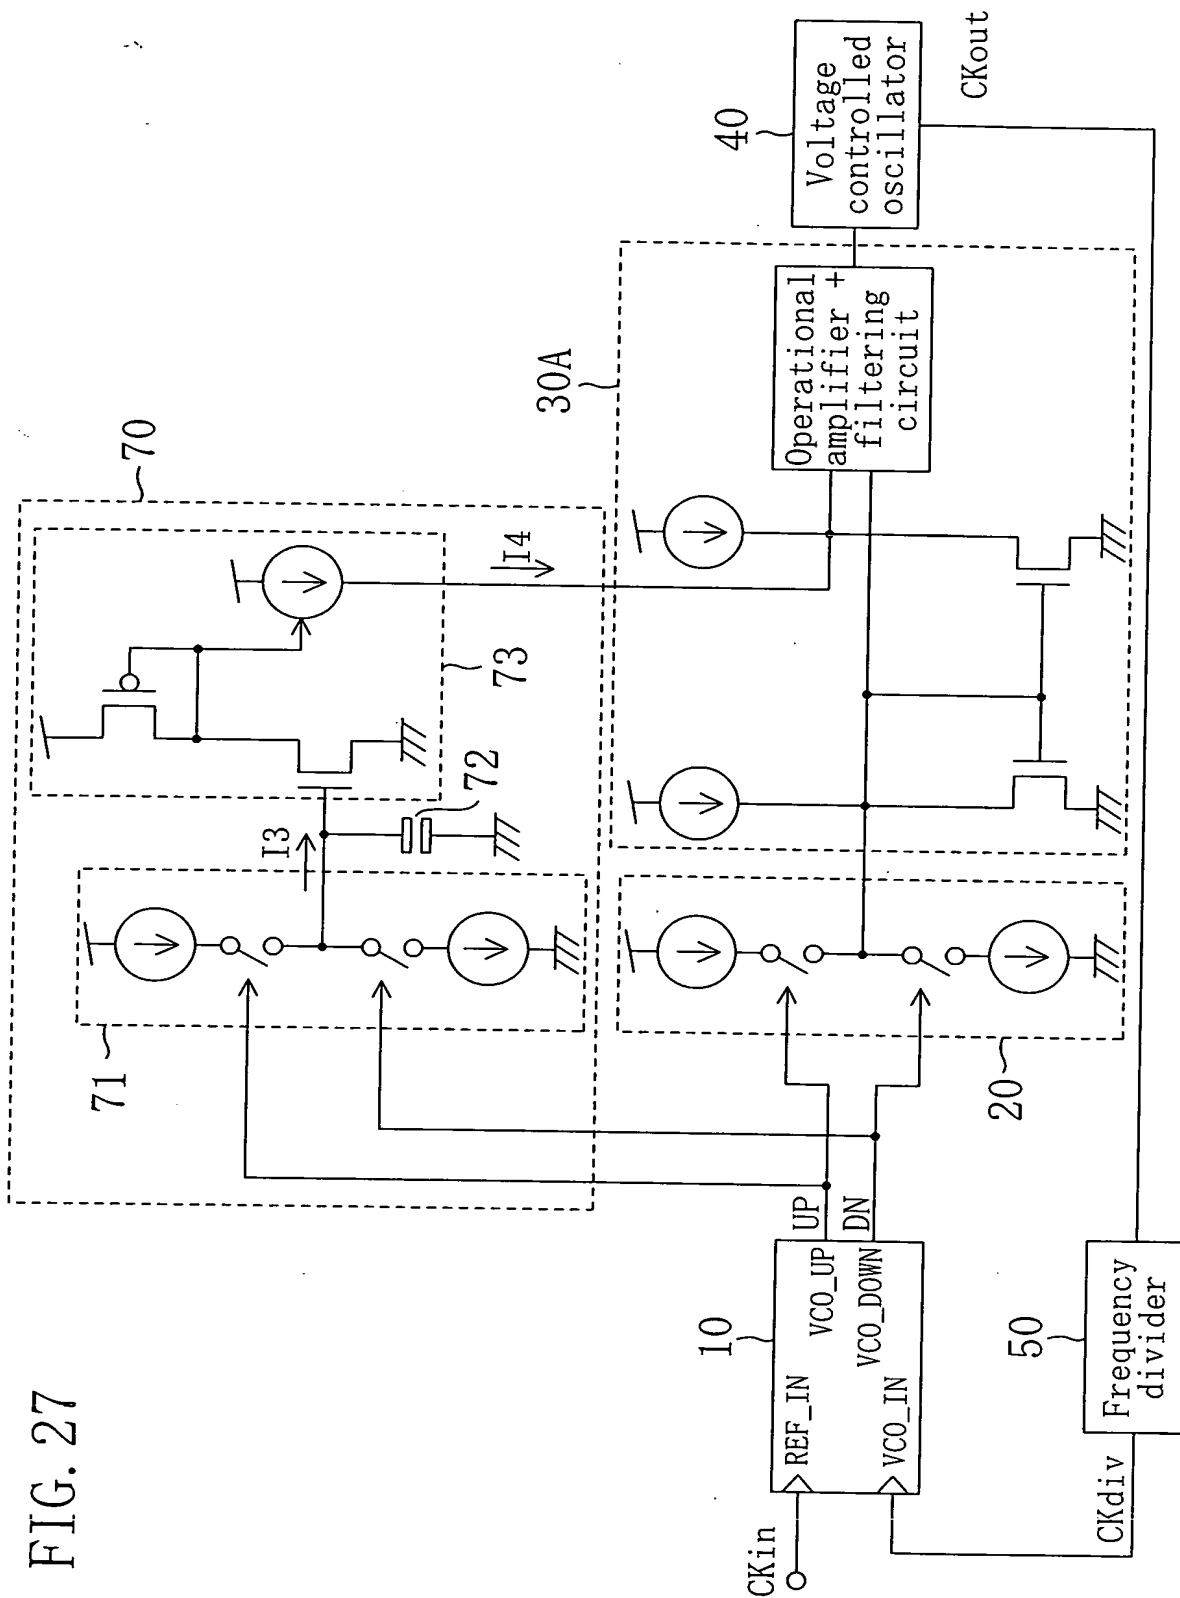 FIG. 27
70
71
I3
72
73
I4
CKin
10
REF_IN
VCO_IN
VCO_UP
VCO_DOWN
UP
DN
20
30A
Operational
amplifier +
filtering
circuit
40
Voltage
controlled
oscillator
CKout
50
Frequency
divider
CKdiv